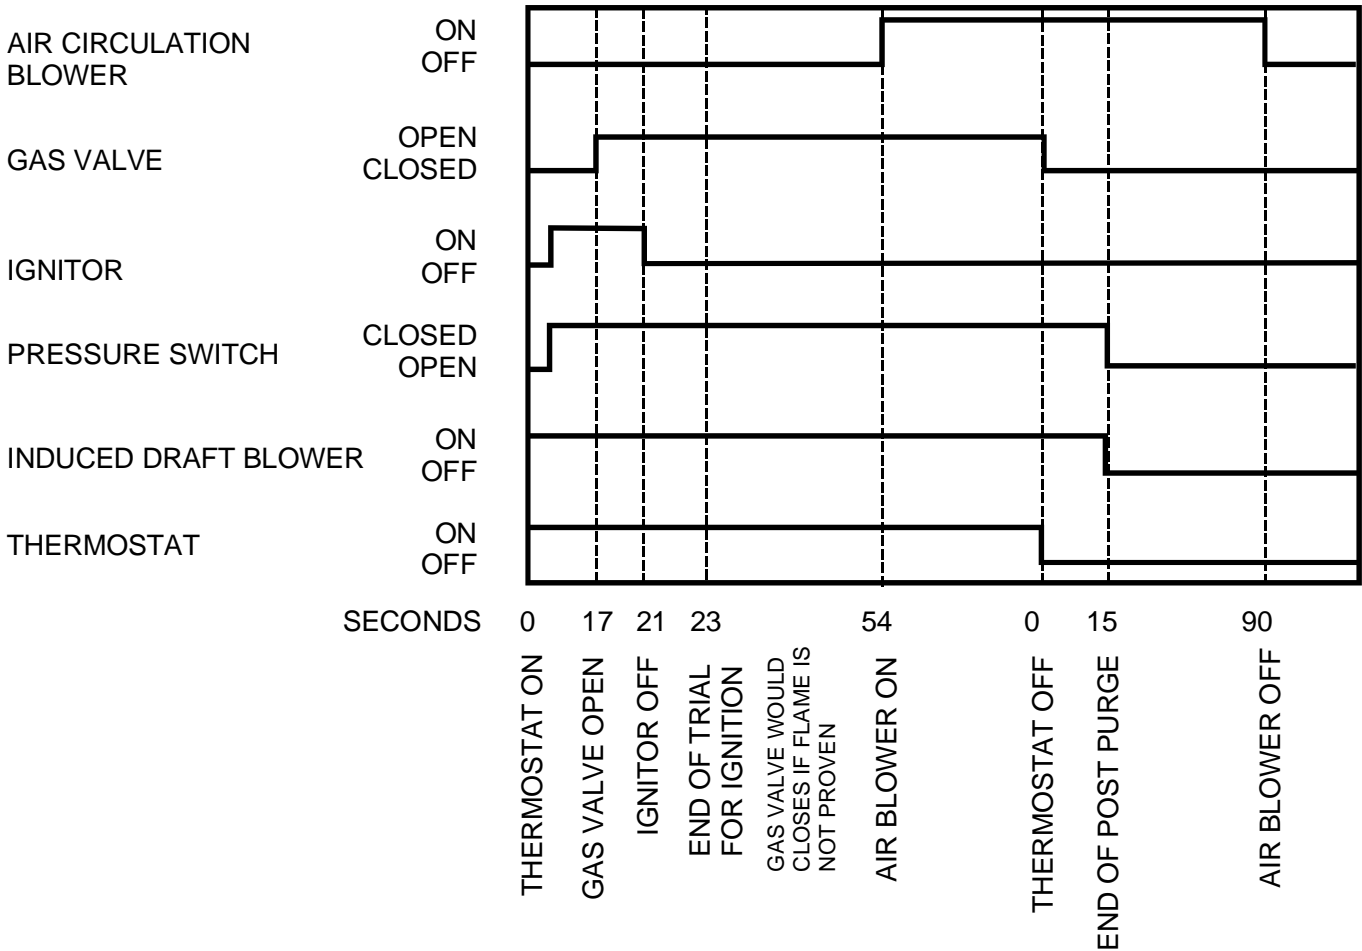 AIR CIRCULATION
BLOWER
ON
OFF
GAS VALVE
OPEN
CLOSED
IGNITOR
ON
OFF
PRESSURE SWITCH
CLOSED
OPEN
INDUCED DRAFT BLOWER
ON
OFF
THERMOSTAT
ON
OFF
SECONDS 0 17 21 23 54 0 15 90
THERMOSTAT ON
GAS VALVE OPEN
IGNITOR OFF
END OF TRIAL
FOR IGNITION
GAS VALVE WOULD
CLOSES IF FLAME IS
NOT PROVEN
AIR BLOWER ON
THERMOSTAT OFF
END OF POST PURGE
AIR BLOWER OFF